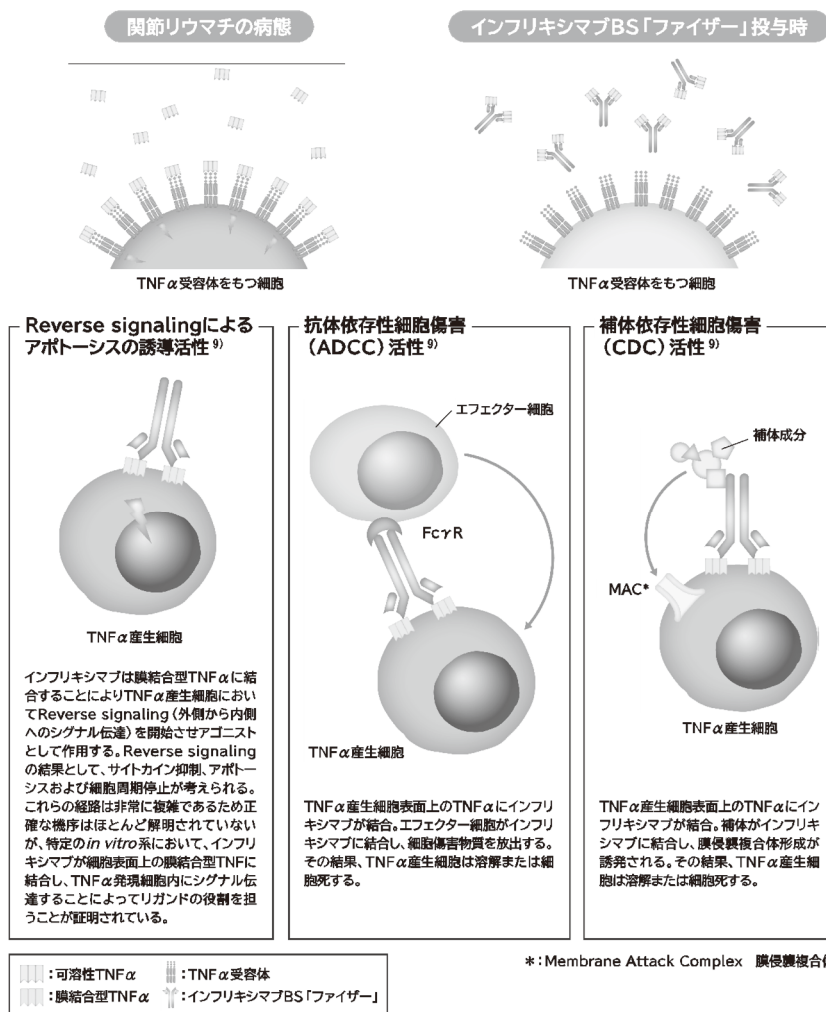 関節リウマチの病態
インフリキシマブBS「ファイザー」投与時
TNFα受容体をもつ細胞
TNFα受容体をもつ細胞
Reverse signalingによる
アポトーシスの誘導活性 9)
TNFα産生細胞
インフリキシマブは膜結合型TNFαに結
合することによりTNFα産生細胞におい
てReverse signaling(外側から内側
へのシグナル伝達)を開始させアゴニスト
として作用する。Reverse signaling
の結果として、サイトカイン抑制、アポトー
シスおよび細胞周期停止が考えられる。
これらの経路は非常に複雑であるため正
確な機序はほとんど解明されていない
が、特定のin vitro系において、インフリ
キシマブが細胞表面上の膜結合型TNFに
結合し、TNFα発現細胞内にシグナル伝
達することによってリガンドの役割を担
うことが証明されている。
抗体依存性細胞傷害
(ADCC)活性 9)
エフェクター細胞
FcγR
TNFα産生細胞
TNFα産生細胞表面上のTNFαにインフリ
キシマブが結合。エフェクター細胞がインフリ
キシマブに結合し、細胞傷害物質を放出する。
その結果、TNFα産生細胞は溶解または細
胞死する。
補体依存性細胞傷害
(CDC)活性 9)
補体成分
MAC*
TNFα産生細胞
TNFα産生細胞表面上のTNFαにイン
フリキシマブが結合。補体がインフリキ
シマブに結合し、膜侵襲複合体形成が
誘発される。その結果、TNFα産生細
胞は溶解または細胞死する。
:可溶性TNFα
:TNFα受容体
:膜結合型TNFα
:インフリキシマブBS「ファイザー」
*:Membrane Attack Complex 膜侵襲複合体